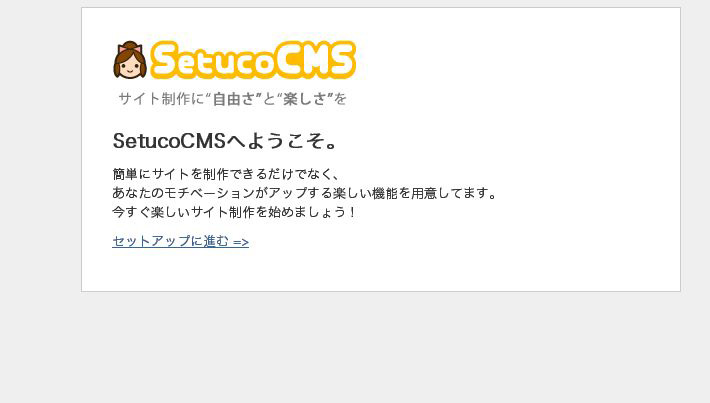 SetucoCMS
サイト制作に“自由さ”と“楽しさ”を
SetucoCMSへようこそ。
簡単にサイトを制作できるだけでなく、
あなたのモチベーションがアップする楽しい機能を用意してます。
今すぐ楽しいサイト制作を始めましょう！
セットアップに進む =>